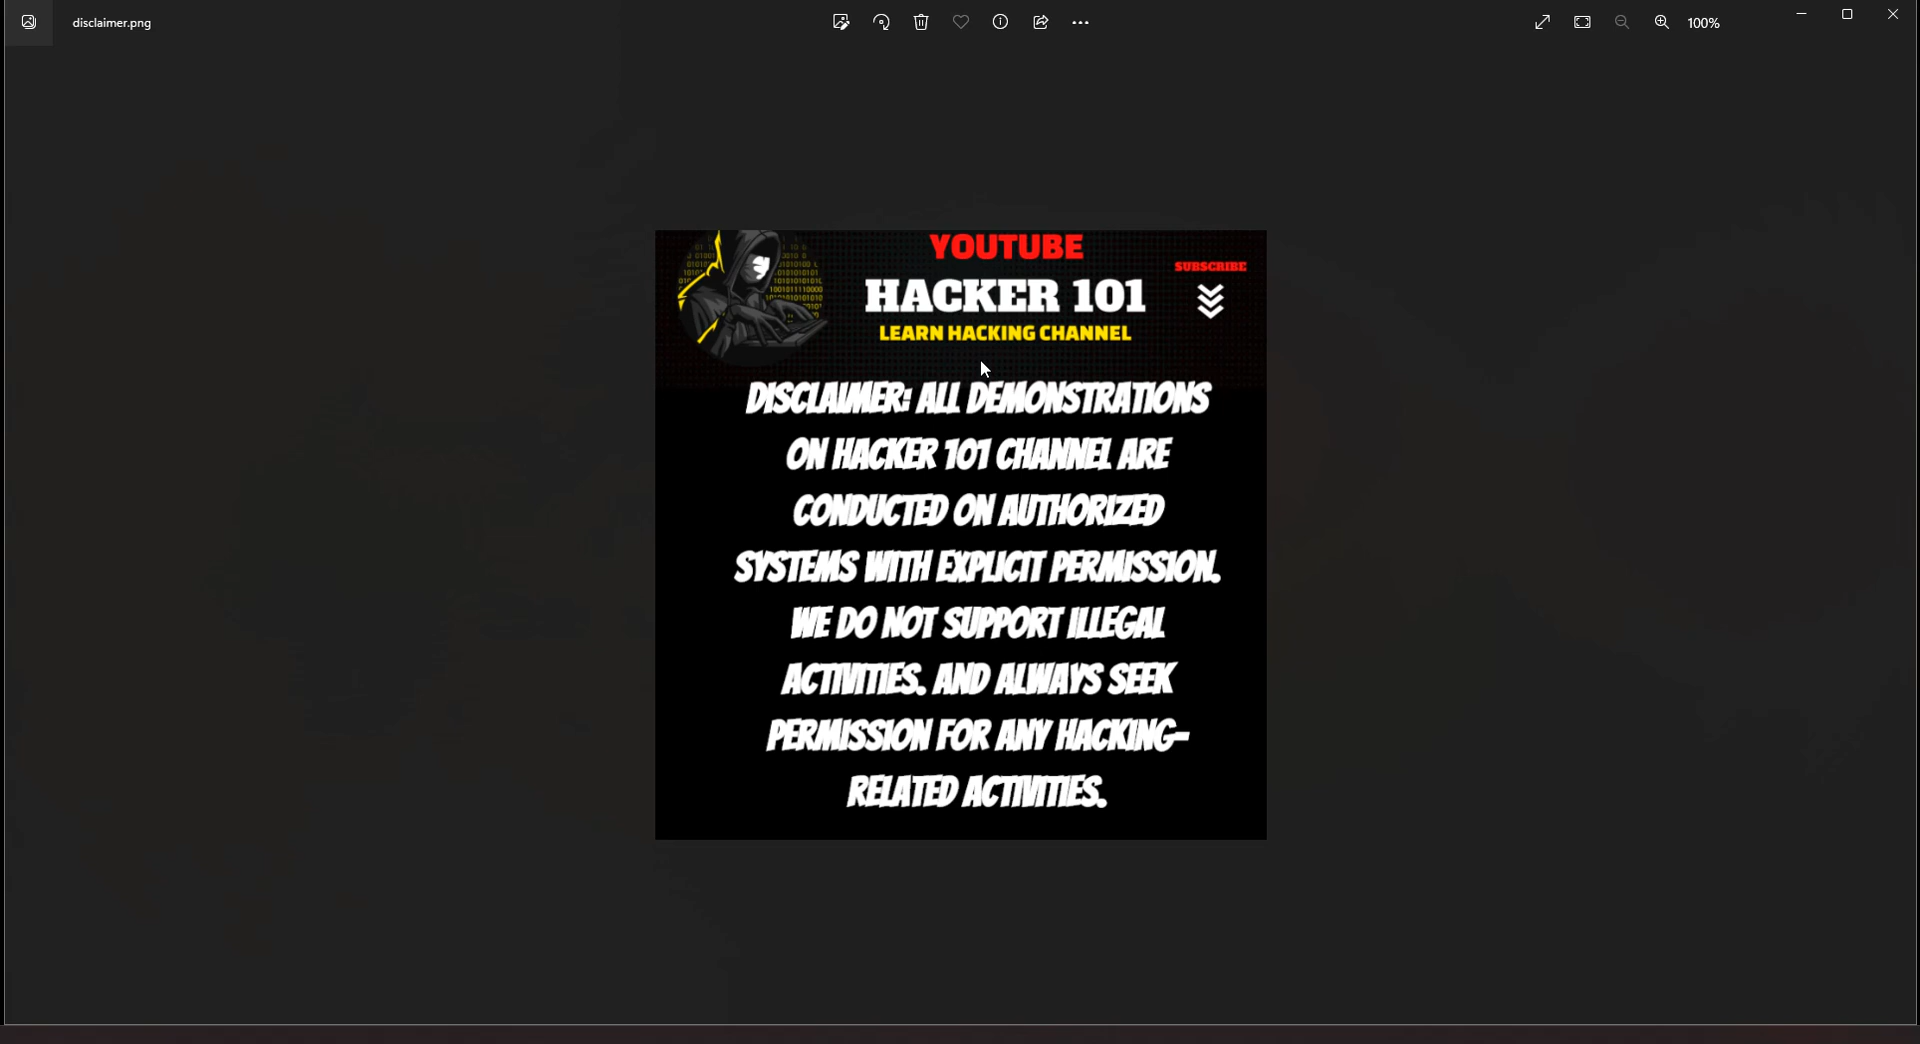 disclaimer.png
100%
YOUTUBE
SUBSCRIBE
HACKER 101
LEARN HACKING CHANNEL
DISCLAIMER: ALL DEMONSTRATIONS
ON HACKER 101 CHANNEL ARE
CONDUCTED ON AUTHORIZED
SYSTEMS WITH EXPLICIT PERMISSION.
WE DO NOT SUPPORT ILLEGAL
ACTIVITIES. AND ALWAYS SEEK
PERMISSION FOR ANY HACKING-
RELATED ACTIVITIES.